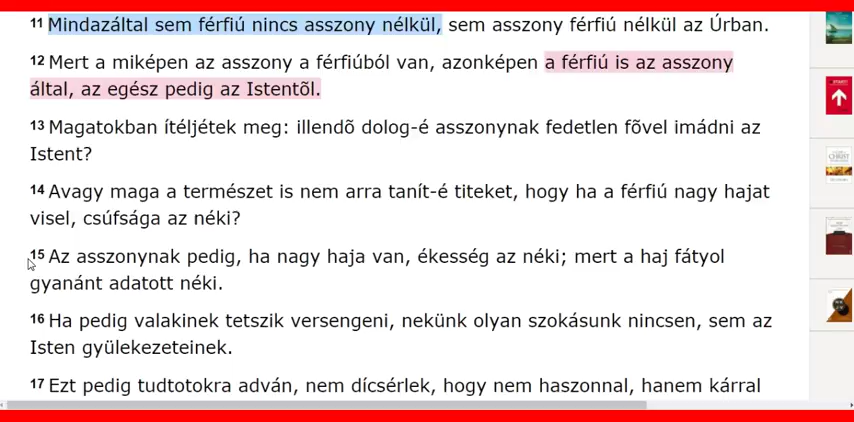 11 Mindazáltal sem férfiú nincs asszony nélkül, sem asszony férfiú nélkül az Úrban.
12 Mert a miképen az asszony a férfiúból van, azonképen a férfiú is az asszony
által, az egész pedig az Istentõl.
13 Magatokban ítéljétek meg: illendõ dolog-é asszonynak fedetlen fõvel imádni az
Istent?
14 Avagy maga a természet is nem arra tanít-é titeket, hogy ha a férfiú nagy hajat
visel, csúfsága az néki?
15 Az asszonynak pedig, ha nagy haja van, ékesség az néki; mert a haj fátyol
gyanánt adatott néki.
16 Ha pedig valakinek tetszik versengeni, nekünk olyan szokásunk nincsen, sem az
Isten gyülekezeteinek.
17 Ezt pedig tudtotokra adván, nem dícsérlek, hogy nem haszonnal, hanem kárral